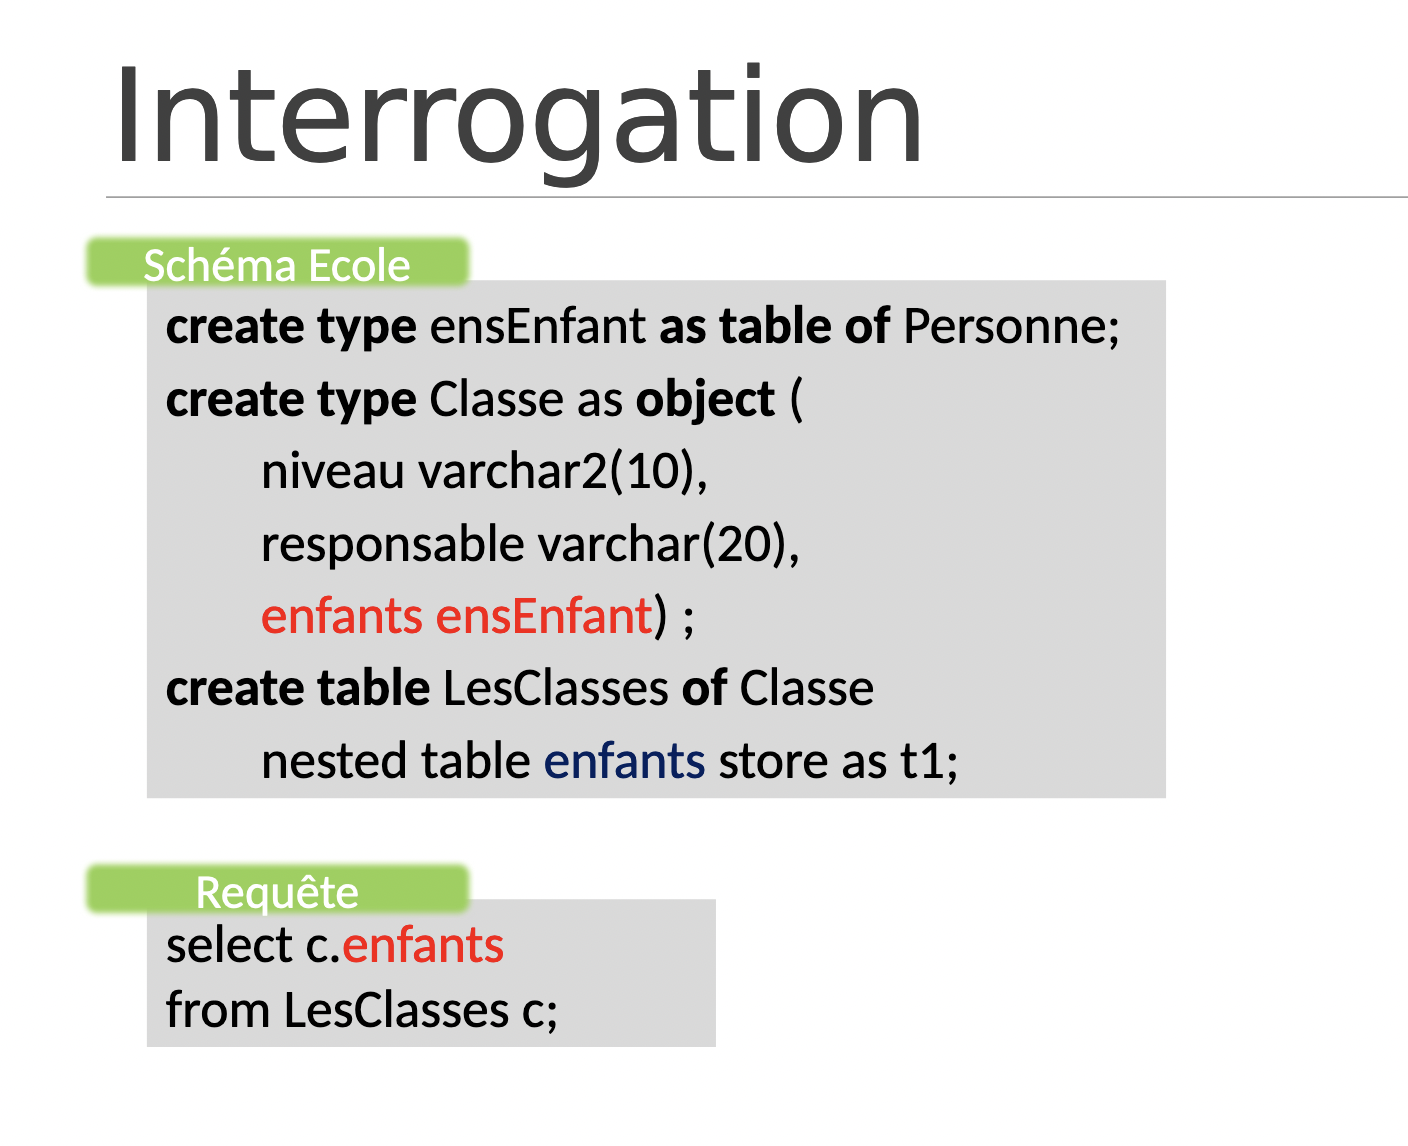 Interrogation
Schéma Ecole
create type ensEnfant as table of Personne;
create type Classe as object (
niveau varchar2(10),
responsable varchar(20),
enfants ensEnfant) ;
create table LesClasses of Classe
nested table enfants store as t1;
Requête
select c.enfants
from LesClasses c;